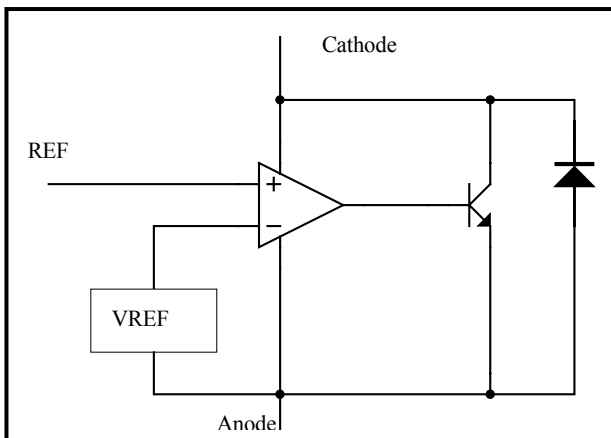 Cathode
REF
+
−
VREF
Anode